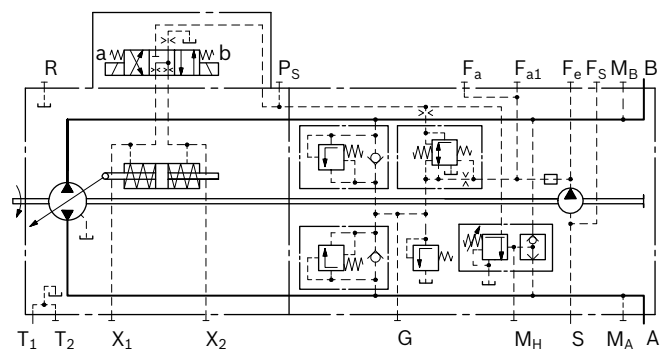 a b
R P_S F_a F_a1 F_e F_S M_B B
T_1 T_2 X_1 X_2 G M_H S M_A A